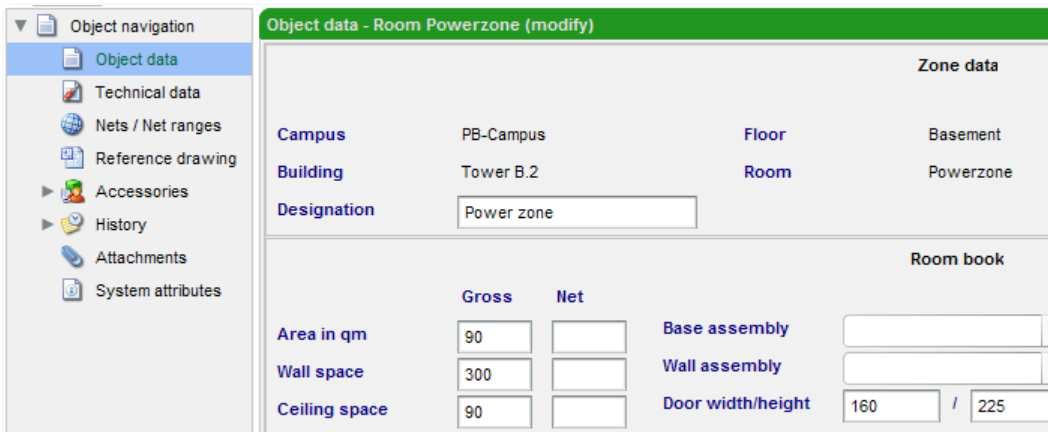 Object navigation
Object data
Technical data
Nets / Net ranges
Reference drawing
Accessories
History
Attachments
System attributes
Object data - Room Powerzone (modify)
Zone data
Campus PB-Campus Floor Basement
Building Tower B.2 Room Powerzone
Designation Power zone
Room book
Gross Net
Area in qm 90 Base assembly
Wall space 300 Wall assembly
Ceiling space 90 Door width/height 160 / 225